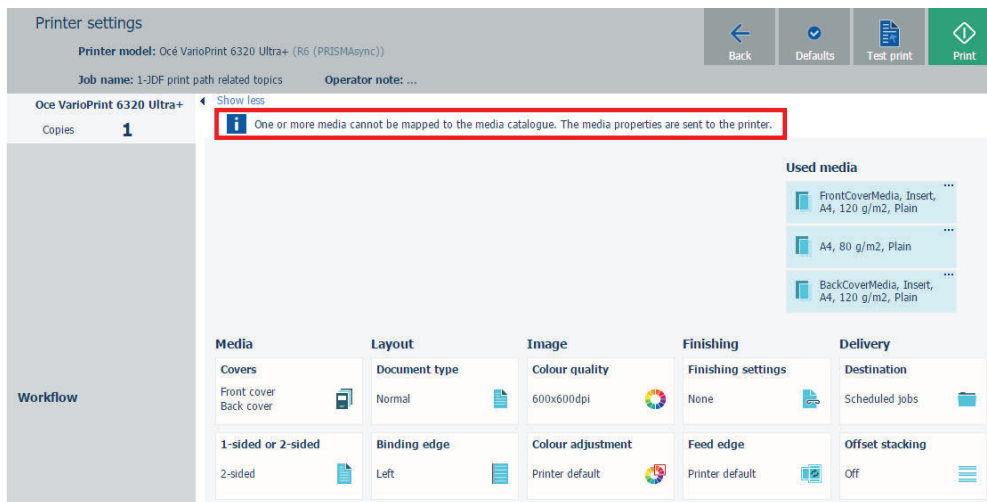 Printer settings
Printer model: Océ VarioPrint 6320 Ultra+ (R6 (PRISMAsync))
Job name: 1-JDF print path related topics Operator note: ...
Back
Defaults
Test print
Print
Oce VarioPrint 6320 Ultra+
Copies 1
Show less
One or more media cannot be mapped to the media catalogue. The media properties are sent to the printer.
Used media
FrontCoverMedia, Insert,
A4, 120 g/m2, Plain
A4, 80 g/m2, Plain
BackCoverMedia, Insert,
A4, 120 g/m2, Plain
Workflow
Media
Covers
Front cover
Back cover
1-sided or 2-sided
2-sided
Layout
Document type
Normal
Binding edge
Left
Image
Colour quality
600x600dpi
Colour adjustment
Printer default
Finishing
Finishing settings
None
Feed edge
Printer default
Delivery
Destination
Scheduled jobs
Offset stacking
Off